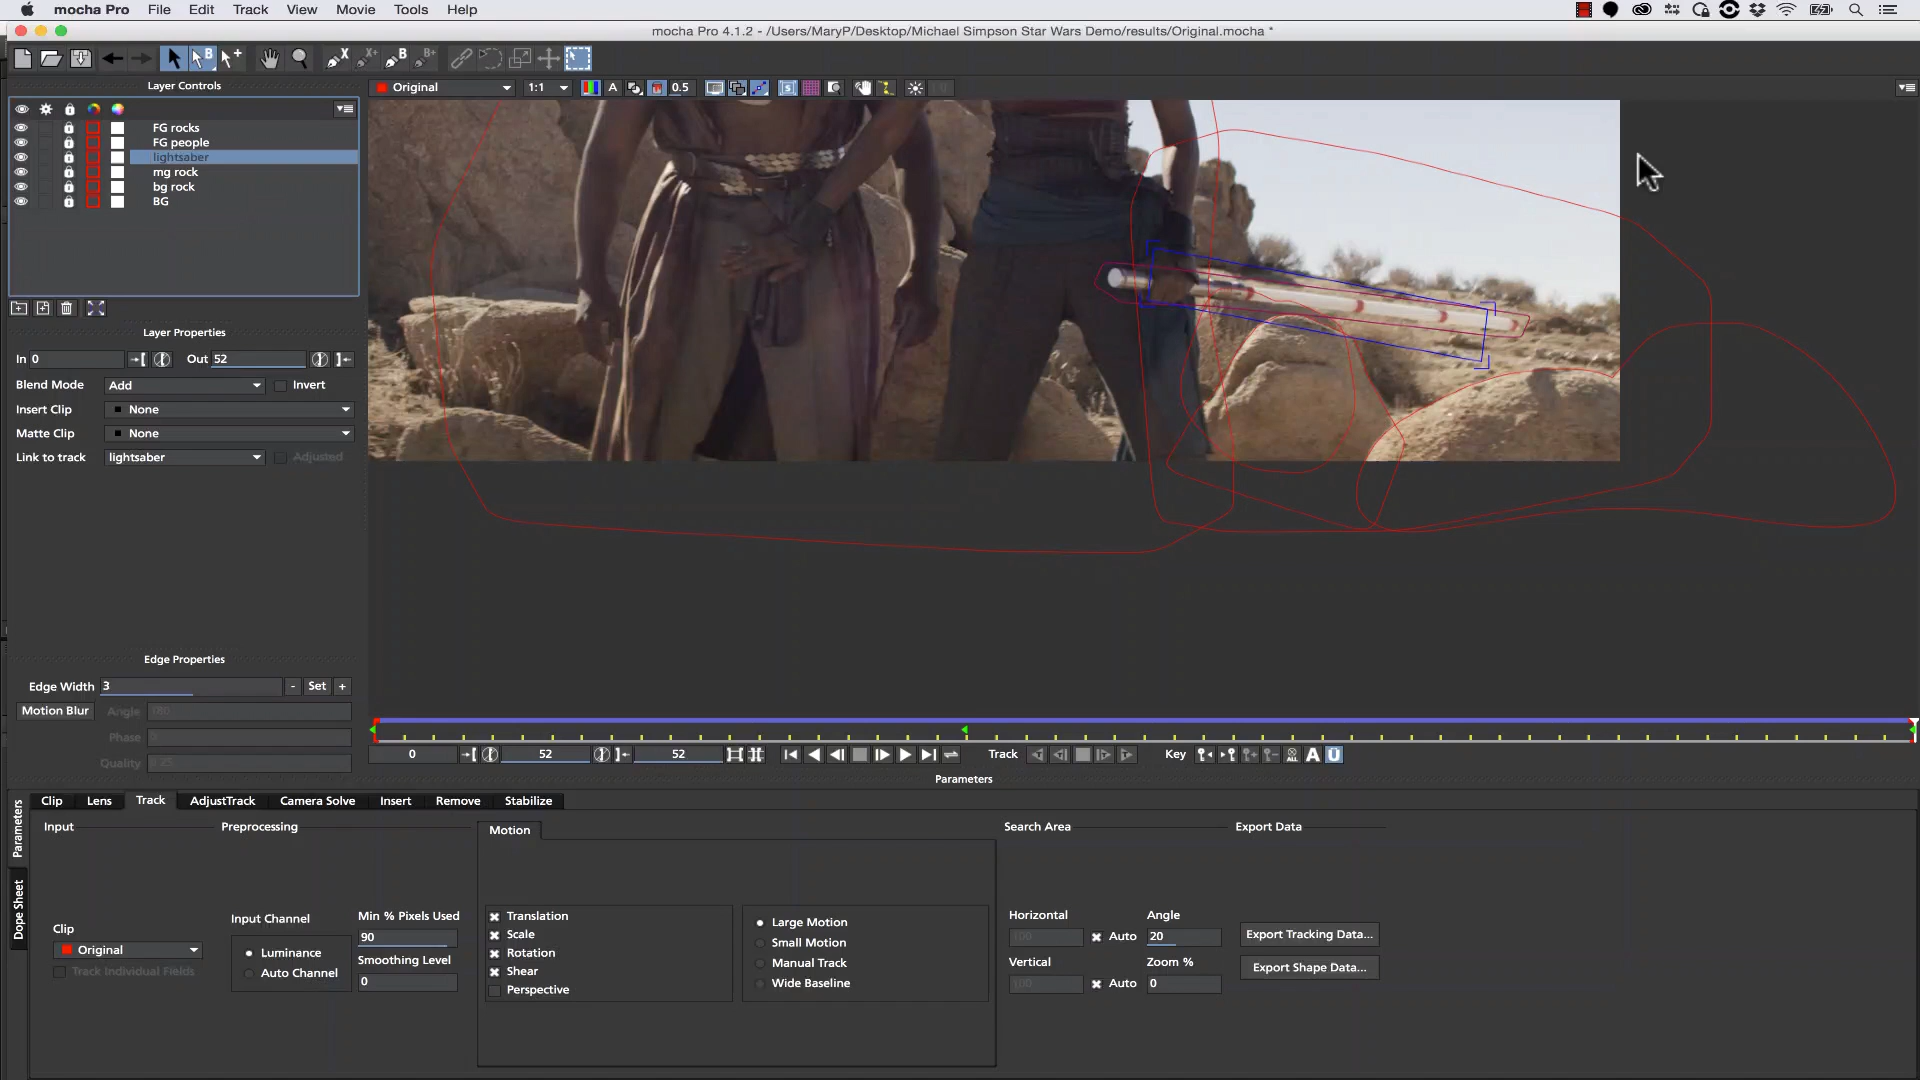 mocha Pro File Edit Track View Movie Tools Help
mocha Pro 4.1.2 - /Users/MaryP/Desktop/Michael Simpson Star Wars Demo/results/Original.mocha *
Layer Controls
Original 1:1 A 0.5
FG rocks
FG people
lightsaber
mg rock
bg rock
BG
Layer Properties
In 0 Out 52
Blend Mode Add Invert
Insert Clip None
Matte Clip None
Link to track lightsaber Adjusted
Edge Properties
Edge Width 3 - Set +
Motion Blur Angle 180
Phase 0
Quality 0.25
0 52 52 Track Key A U
Parameters
Parameters
Dope Sheet
Clip Lens Track AdjustTrack Camera Solve Insert Remove Stabilize
Input Preprocessing Motion Search Area Export Data
Clip
Original
Track Individual Fields
Input Channel
Luminance
Auto Channel
Min % Pixels Used
90
Smoothing Level
0
Translation
Scale
Rotation
Shear
Perspective
Large Motion
Small Motion
Manual Track
Wide Baseline
Horizontal Angle
100 Auto 20
Vertical Zoom %
100 Auto 0
Export Tracking Data...
Export Shape Data...